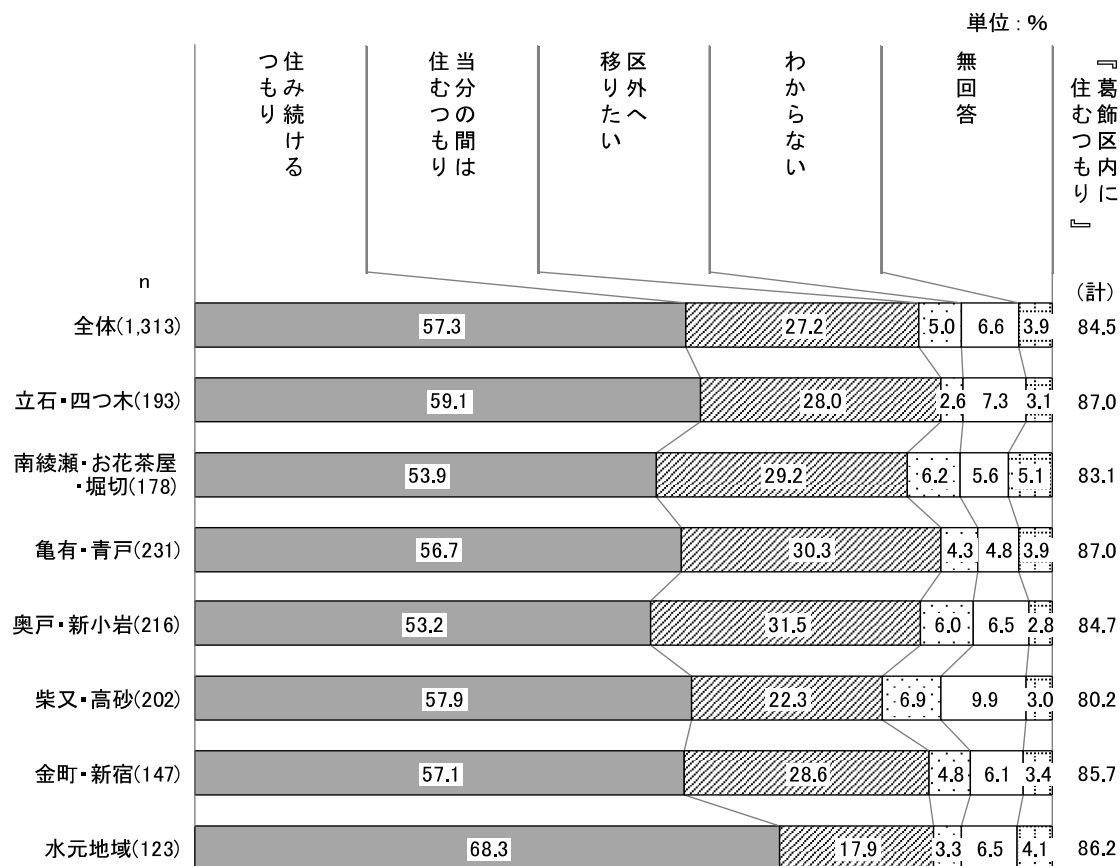 単位：%
住み続ける
つもり
当分の間は
住むつもり
区外へ
移りたい
わからない
無回答
『葛飾区内に
住むつもり』
n
(計)
全体(1,313) 57.3 27.2 5.0 6.6 3.9 84.5
立石・四つ木(193) 59.1 28.0 2.6 7.3 3.1 87.0
南綾瀬・お花茶屋
・堀切(178) 53.9 29.2 6.2 5.6 5.1 83.1
亀有・青戸(231) 56.7 30.3 4.3 4.8 3.9 87.0
奥戸・新小岩(216) 53.2 31.5 6.0 6.5 2.8 84.7
柴又・高砂(202) 57.9 22.3 6.9 9.9 3.0 80.2
金町・新宿(147) 57.1 28.6 4.8 6.1 3.4 85.7
水元地域(123) 68.3 17.9 3.3 6.5 4.1 86.2